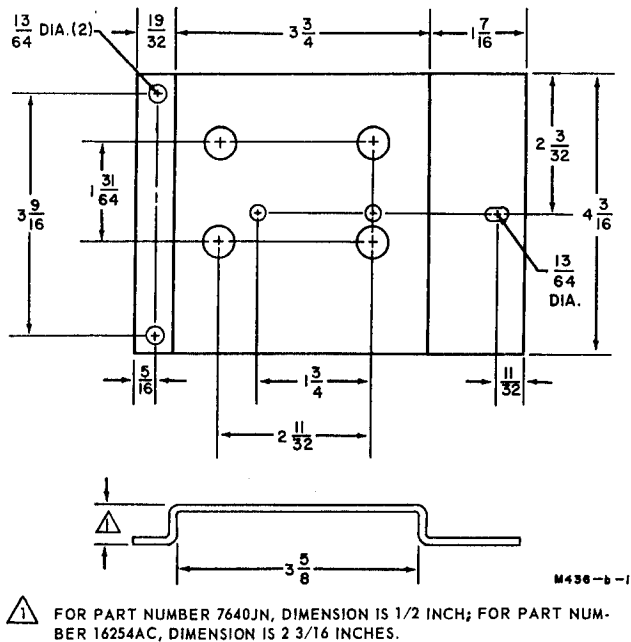 13/64 DIA.(2)
19/32
3 3/4
1 7/16
2 3/32
1 31/64
3 9/16
4 3/16
13/64 DIA.
5/16
1 3/4
11/32
2 11/32
1
3 5/8
M436-b-1
1 FOR PART NUMBER 7640JN, DIMENSION IS 1/2 INCH; FOR PART NUM-
BER 16254AC, DIMENSION IS 2 3/16 INCHES.